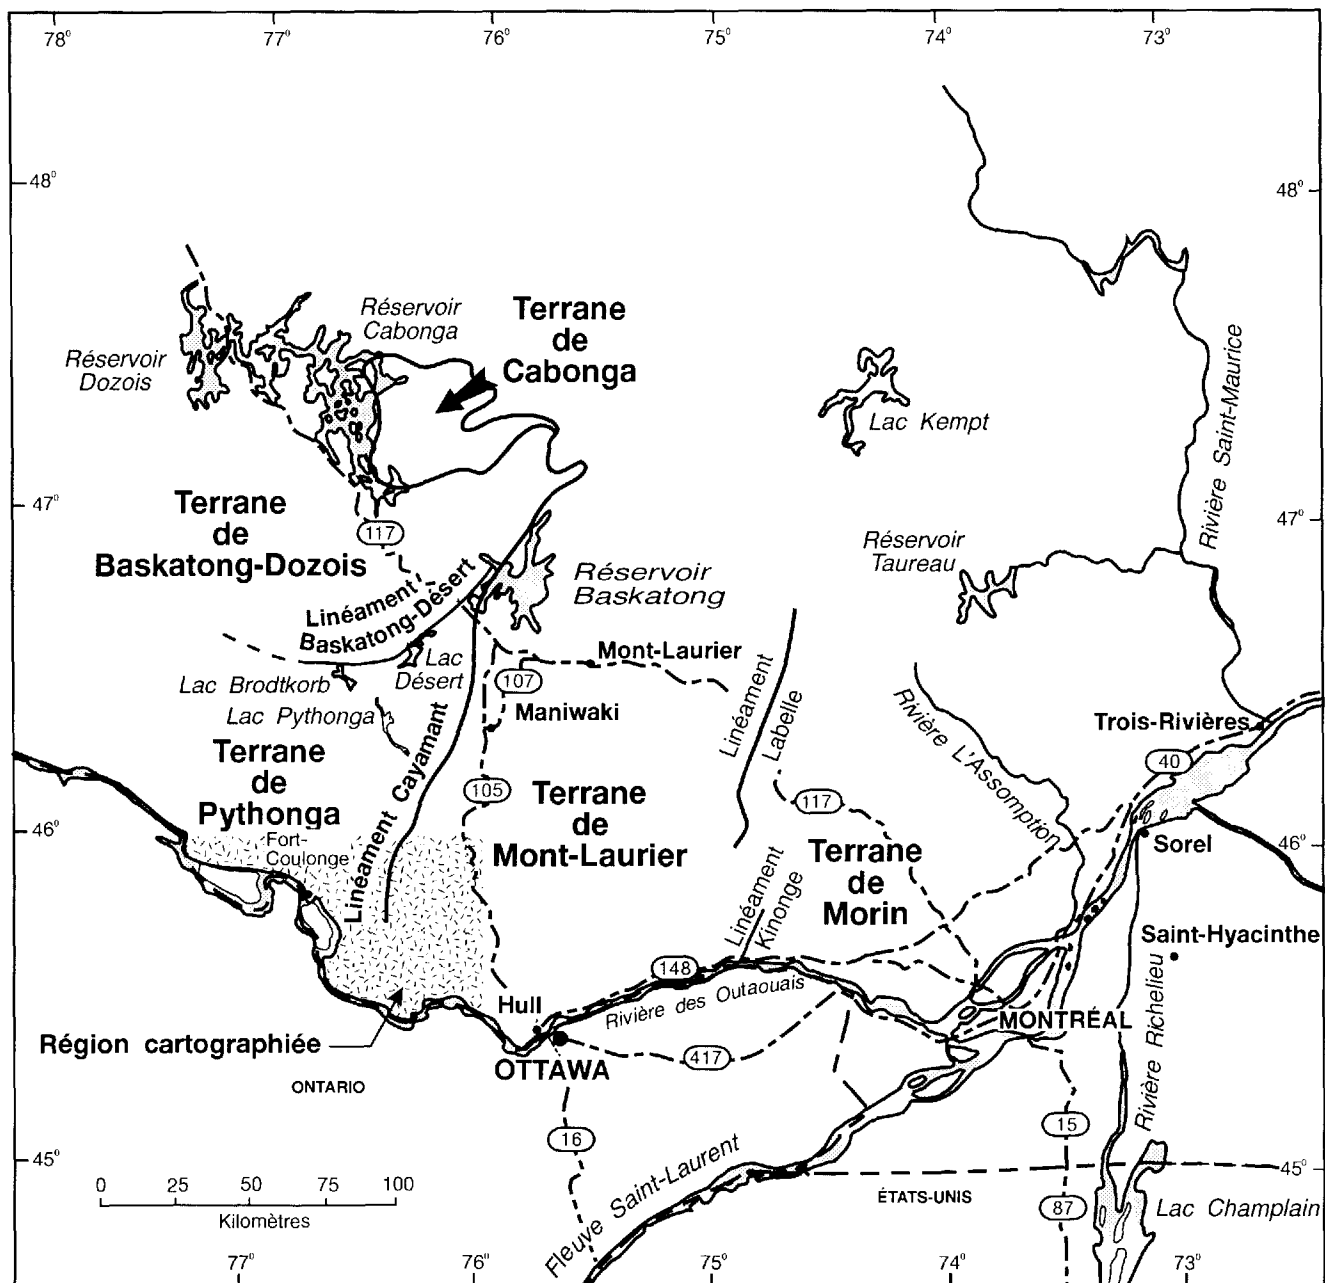 78°
77°
76°
75°
74°
73°
48°
48°
Réservoir
Cabonga
Terrane
de
Cabonga
Réservoir
Dozois
Lac Kempt
Rivière Saint-Maurice
47°
47°
Terrane
de
Baskatong-Dozois
117
Réservoir
Taureau
Linéament
Baskatong-Désert
Réservoir
Baskatong
Mont-Laurier
Lac
Désert
Lac Brodtkorb
107
Maniwaki
Lac Pythonga
Linéament
Labelle
Rivière L'Assomption
Trois-Rivières
40
Terrane
de
Pythonga
Linéament Cayamant
105
Terrane
de
Mont-Laurier
117
46°
46°
Fort-
Coulonge
Sorel
Terrane
de
Morin
Linéament
Kinonge
Saint-Hyacinthe
148
Rivière des Outaouais
Hull
OTTAWA
MONTRÉAL
Rivière Richelieu
Région cartographiée
417
ONTARIO
16
15
45°
45°
Fleuve Saint-Laurent
ÉTATS-UNIS
87
Lac Champlain
0 25 50 75 100
Kilomètres
77°
76°
75°
74°
73°